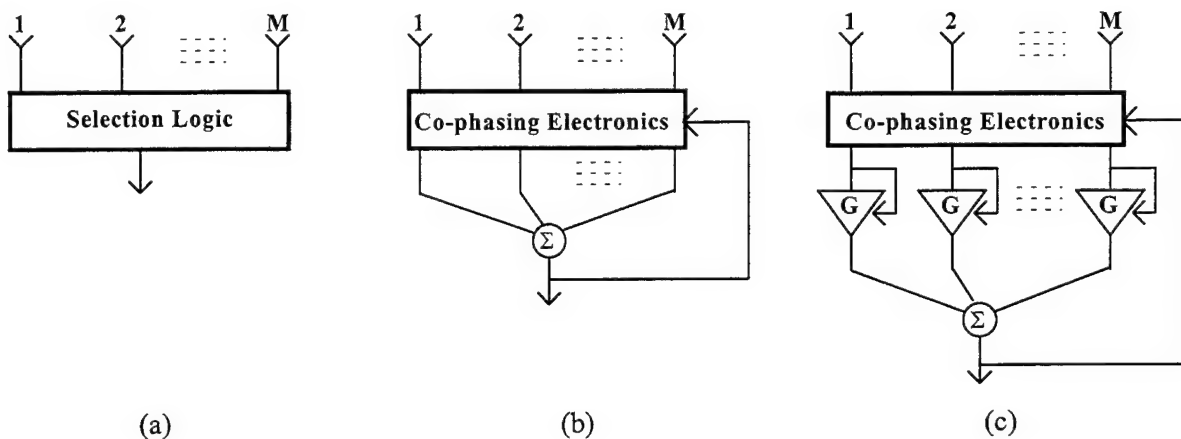 1 2 M
Selection Logic
(a)
1 2 M
Co-phasing Electronics
Σ
(b)
1 2 M
Co-phasing Electronics
G G G
Σ
(c)